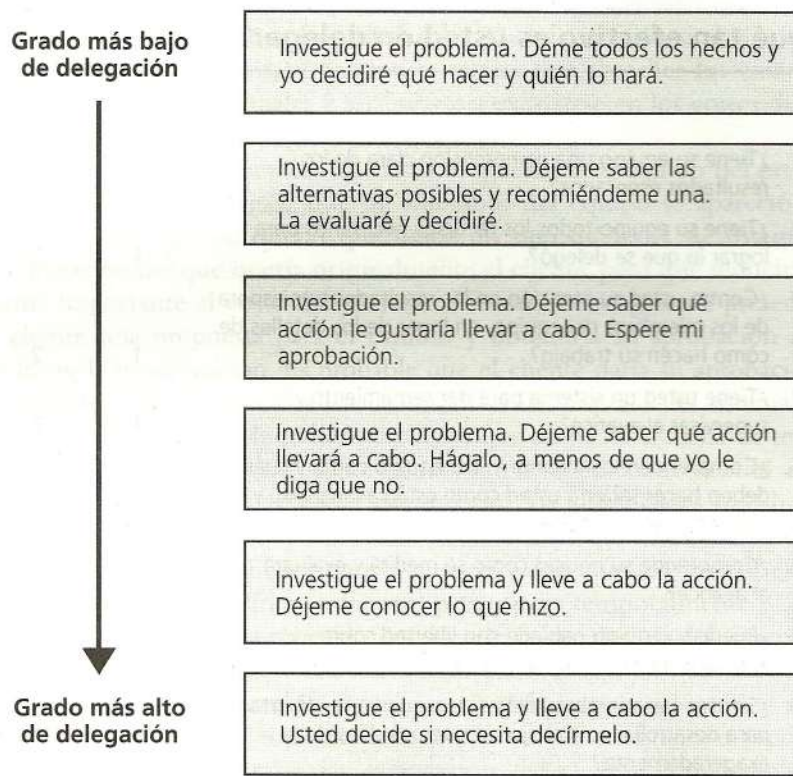 Grado más bajo
de delegación
Investigue el problema. Déme todos los hechos y
yo decidiré qué hacer y quién lo hará.
Investigue el problema. Déjeme saber las
alternativas posibles y recomiéndeme una.
La evaluaré y decidiré.
Investigue el problema. Déjeme saber qué
acción le gustaría llevar a cabo. Espere mi
aprobación.
Investigue el problema. Déjeme saber qué acción
llevará a cabo. Hágalo, a menos de que yo le
diga que no.
Investigue el problema y lleve a cabo la acción.
Déjeme conocer lo que hizo.
Grado más alto
de delegación
Investigue el problema y lleve a cabo la acción.
Usted decide si necesita decírmelo.